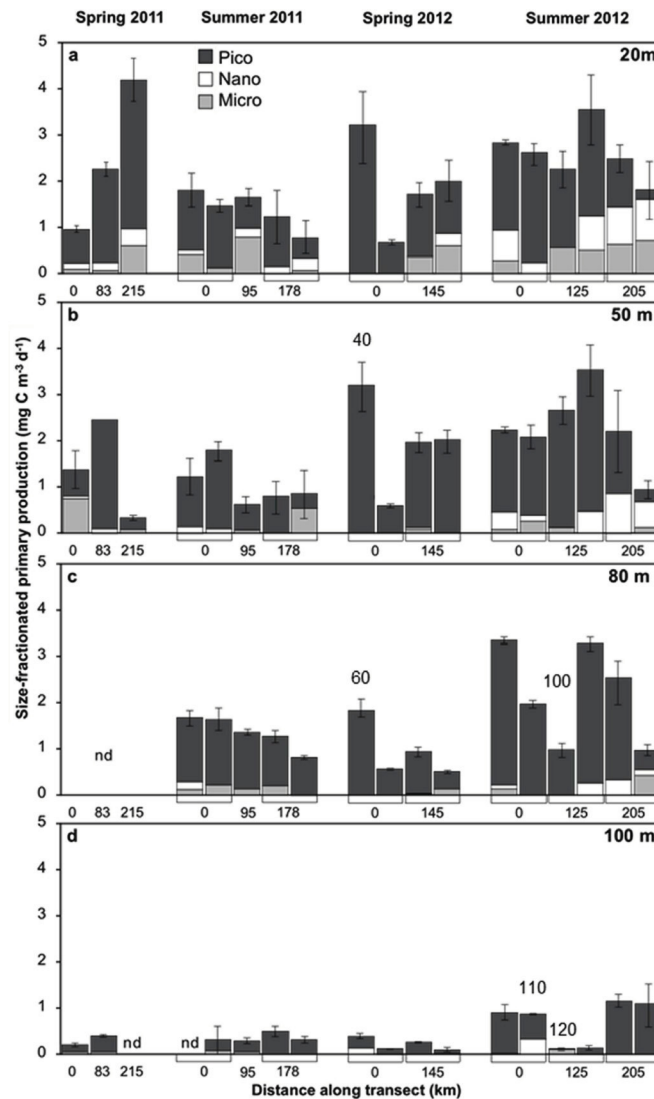 Spring 2011 Summer 2011 Spring 2012 Summer 2012
a 20m
Pico
Nano
Micro
5
4
3
2
1
0
0 83 215 0 95 178 0 145 0 125 205
b 50 m
40
5
4
3
2
1
0
0 83 215 0 95 178 0 145 0 125 205
c 80 m
60
100
nd
5
4
3
2
1
0
83 215 0 95 178 0 145 0 125 205
d 100 m
110
120
nd nd
5
4
3
2
1
0
0 83 215 0 95 178 0 145 0 125 205
Size-fractionated primary production (mg C m-3 d-1)
Distance along transect (km)